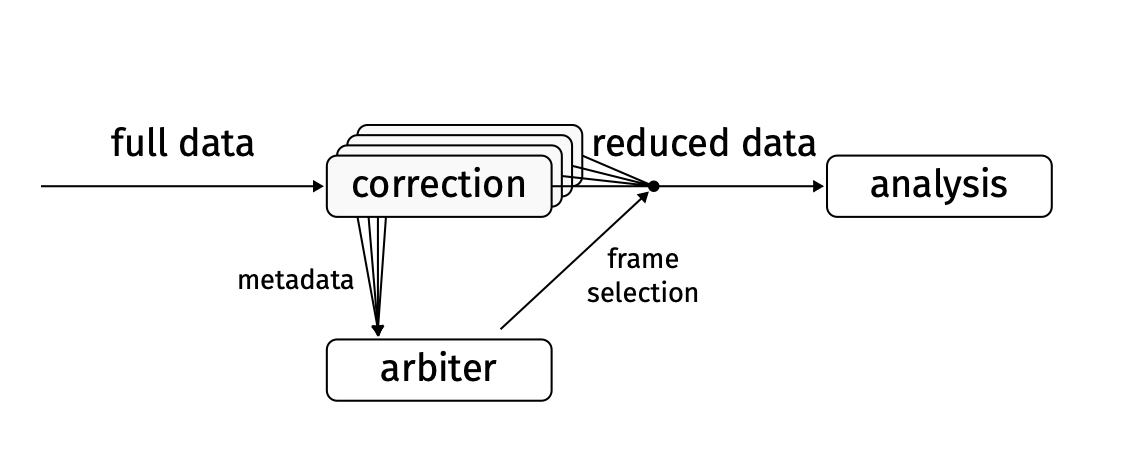 full data
reduced data
correction
analysis
metadata
frame
selection
arbiter